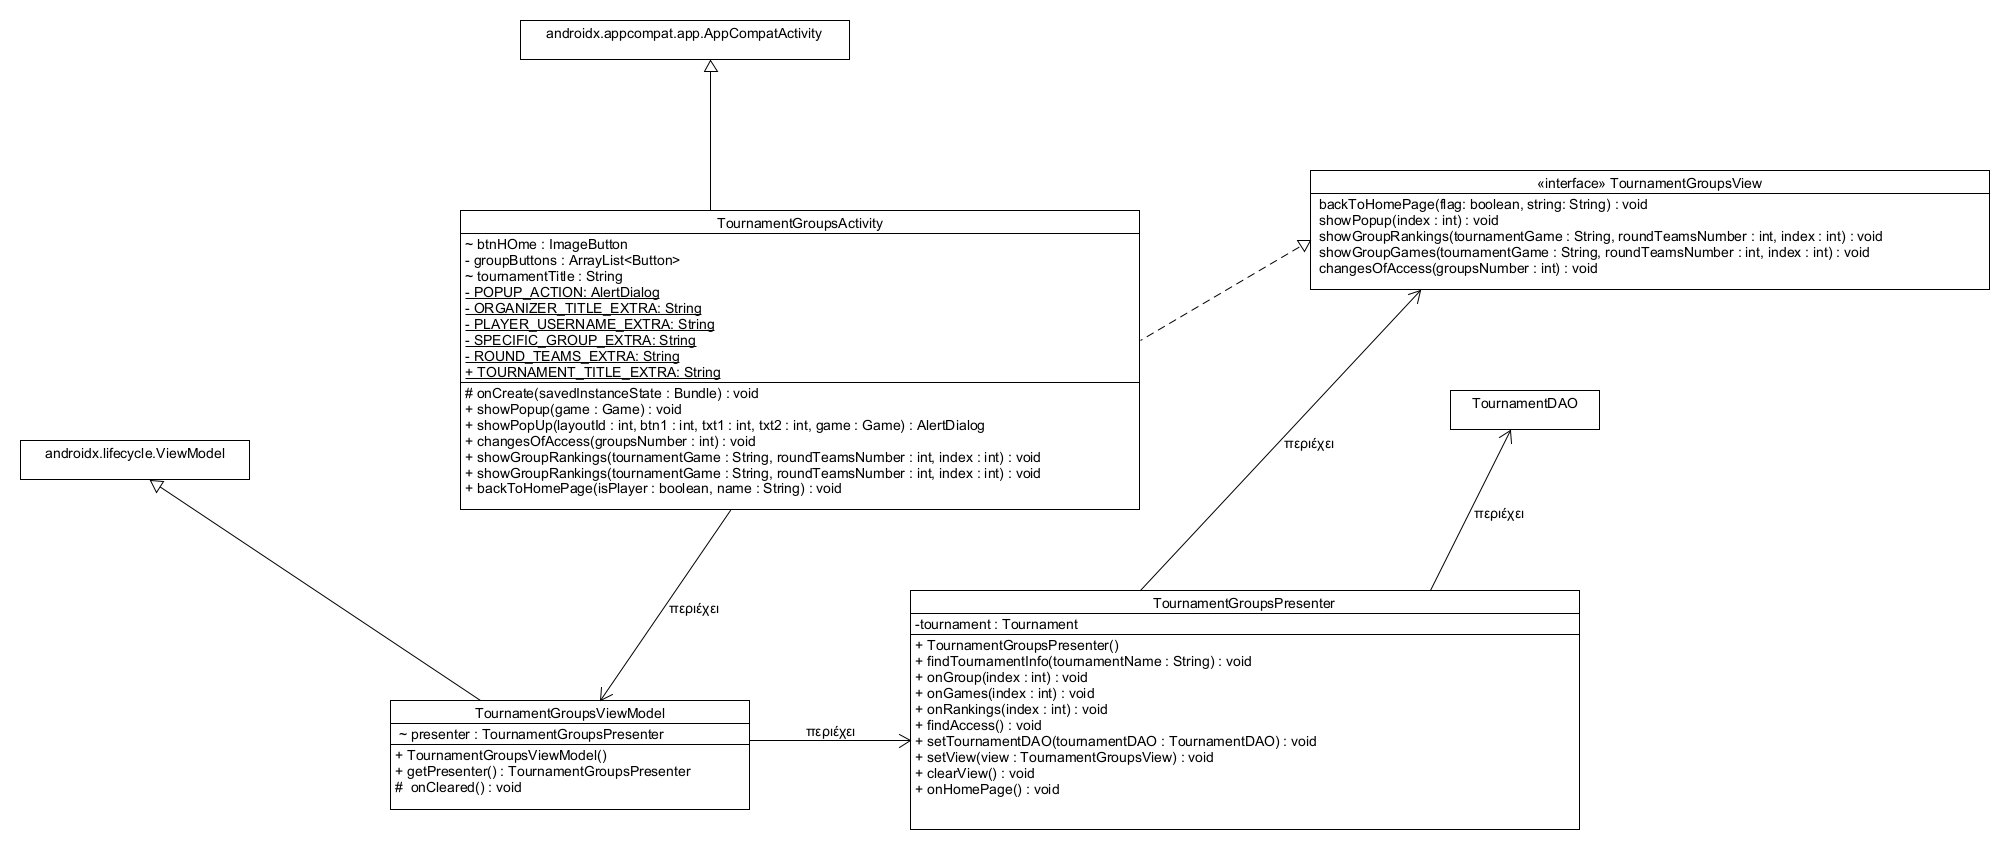 androidx.appcompat.app.AppCompatActivity
«interface» TournamentGroupsView
backToHomePage(flag: boolean, string: String) : void
showPopup(index : int) : void
showGroupRankings(tournamentGame : String, roundTeamsNumber : int, index : int) : void
showGroupGames(tournamentGame : String, roundTeamsNumber : int, index : int) : void
changesOfAccess(groupsNumber : int) : void
TournamentGroupsActivity
~ btnHOme : ImageButton
- groupButtons : ArrayList<Button>
~ tournamentTitle : String
- POPUP_ACTION: AlertDialog
- ORGANIZER_TITLE_EXTRA: String
- PLAYER_USERNAME_EXTRA: String
- SPECIFIC_GROUP_EXTRA: String
- ROUND_TEAMS_EXTRA: String
+ TOURNAMENT_TITLE_EXTRA: String
# onCreate(savedInstanceState : Bundle) : void
+ showPopup(game : Game) : void
+ showPopUp(layoutId : int, btn1 : int, txt1 : int, txt2 : int, game : Game) : AlertDialog
+ changesOfAccess(groupsNumber : int) : void
+ showGroupRankings(tournamentGame : String, roundTeamsNumber : int, index : int) : void
+ showGroupRankings(tournamentGame : String, roundTeamsNumber : int, index : int) : void
+ backToHomePage(isPlayer : boolean, name : String) : void
TournamentDAO
περιέχει
androidx.lifecycle.ViewModel
περιέχει
περιέχει
TournamentGroupsPresenter
-tournament : Tournament
+ TournamentGroupsPresenter()
+ findTournamentInfo(tournamentName : String) : void
+ onGroup(index : int) : void
+ onGames(index : int) : void
+ onRankings(index : int) : void
+ findAccess() : void
+ setTournamentDAO(tournamentDAO : TournamentDAO) : void
+ setView(view : TournamentGroupsView) : void
+ clearView() : void
+ onHomePage() : void
TournamentGroupsViewModel
~ presenter : TournamentGroupsPresenter
+ TournamentGroupsViewModel()
+ getPresenter() : TournamentGroupsPresenter
# onCleared() : void
περιέχει